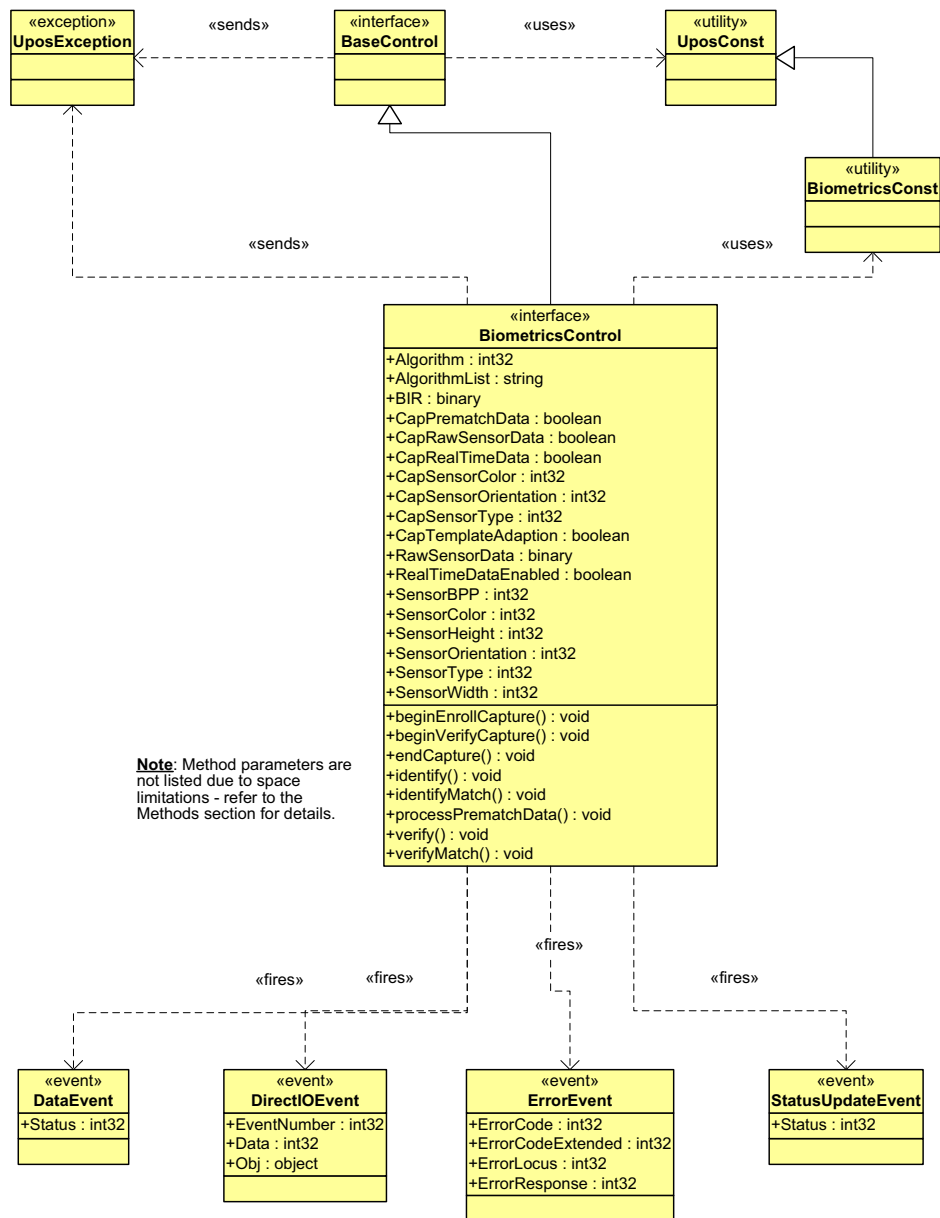 «exception»
UposException
«sends»
«interface»
BaseControl
«uses»
«utility»
UposConst
«utility»
BiometricsConst
«sends»
«uses»
«interface»
BiometricsControl
+Algorithm : int32
+AlgorithmList : string
+BIR : binary
+CapPrematchData : boolean
+CapRawSensorData : boolean
+CapRealTimeData : boolean
+CapSensorColor : int32
+CapSensorOrientation : int32
+CapSensorType : int32
+CapTemplateAdaption : boolean
+RawSensorData : binary
+RealTimeDataEnabled : boolean
+SensorBPP : int32
+SensorColor : int32
+SensorHeight : int32
+SensorOrientation : int32
+SensorType : int32
+SensorWidth : int32
+beginEnrollCapture() : void
+beginVerifyCapture() : void
+endCapture() : void
+identify() : void
+identifyMatch() : void
+processPrematchData() : void
+verify() : void
+verifyMatch() : void
Note: Method parameters are
not listed due to space
limitations - refer to the
Methods section for details.
«fires»
«fires»
«fires»
«fires»
«event»
DataEvent
+Status : int32
«event»
DirectIOEvent
+EventNumber : int32
+Data : int32
+Obj : object
«event»
ErrorEvent
+ErrorCode : int32
+ErrorCodeExtended : int32
+ErrorLocus : int32
+ErrorResponse : int32
«event»
StatusUpdateEvent
+Status : int32